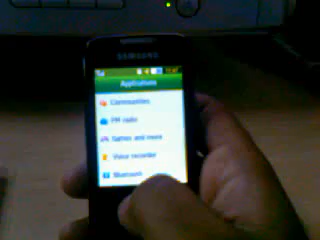 SAMSUNG
Applications
Communities
FM radio
Games and more
Voice recorder
Bluetooth